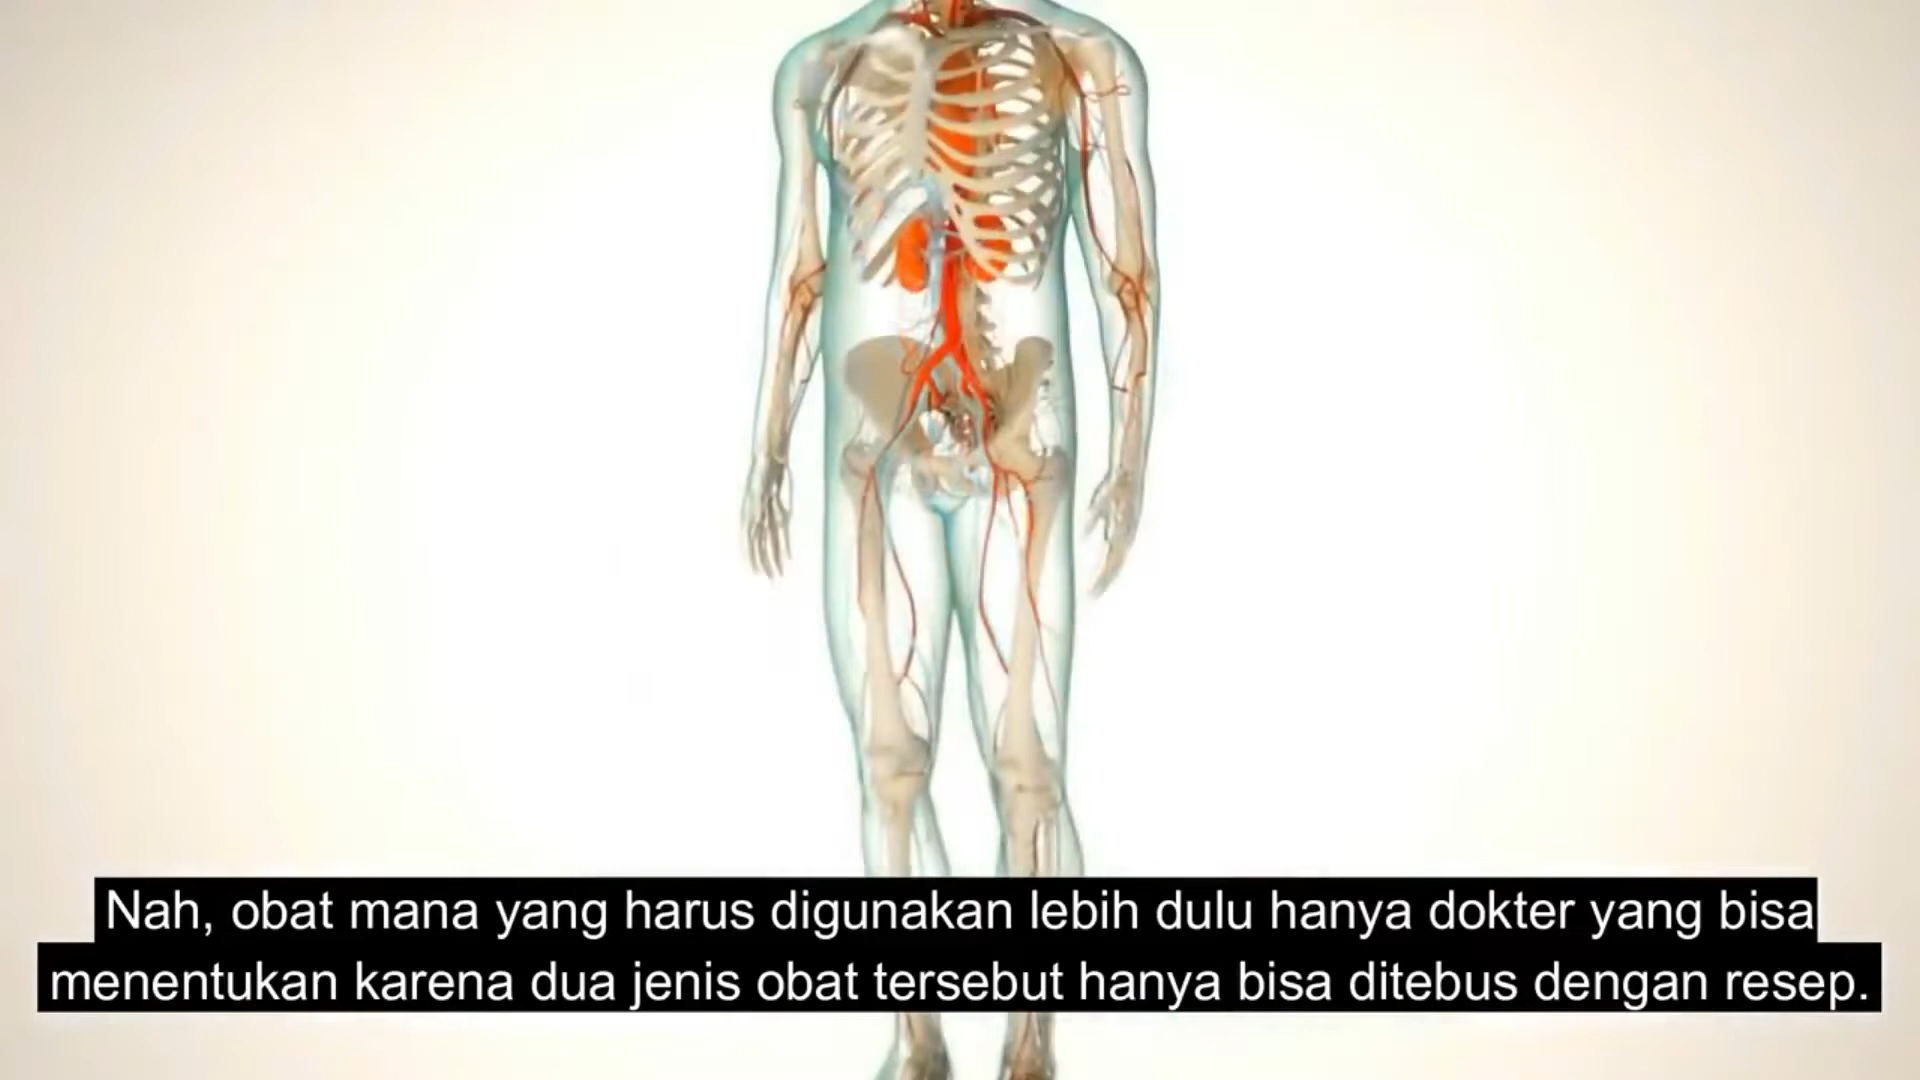 Nah, obat mana yang harus digunakan lebih dulu hanya dokter yang bisa
menentukan karena dua jenis obat tersebut hanya bisa ditebus dengan resep.